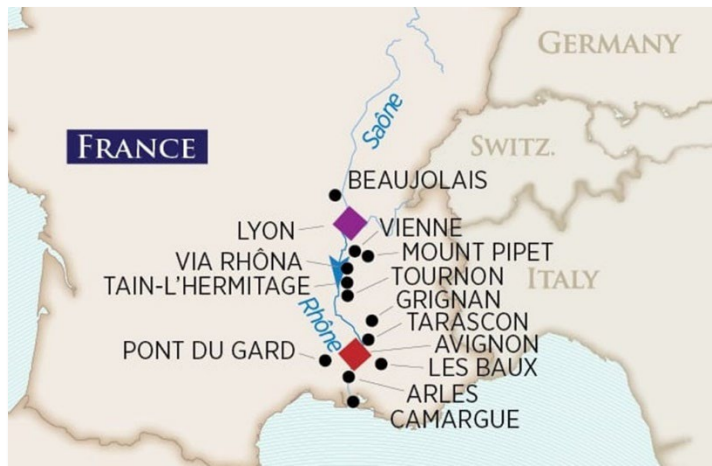 GERMANY
Saône
FRANCE
SWITZ.
BEAUJOLAIS
LYON
VIENNE
MOUNT PIPET
VIA RHÔNA
TOURNON
ITALY
TAIN-L'HERMITAGE
GRIGNAN
Rhône
TARASCON
AVIGNON
PONT DU GARD
LES BAUX
ARLES
CAMARGUE